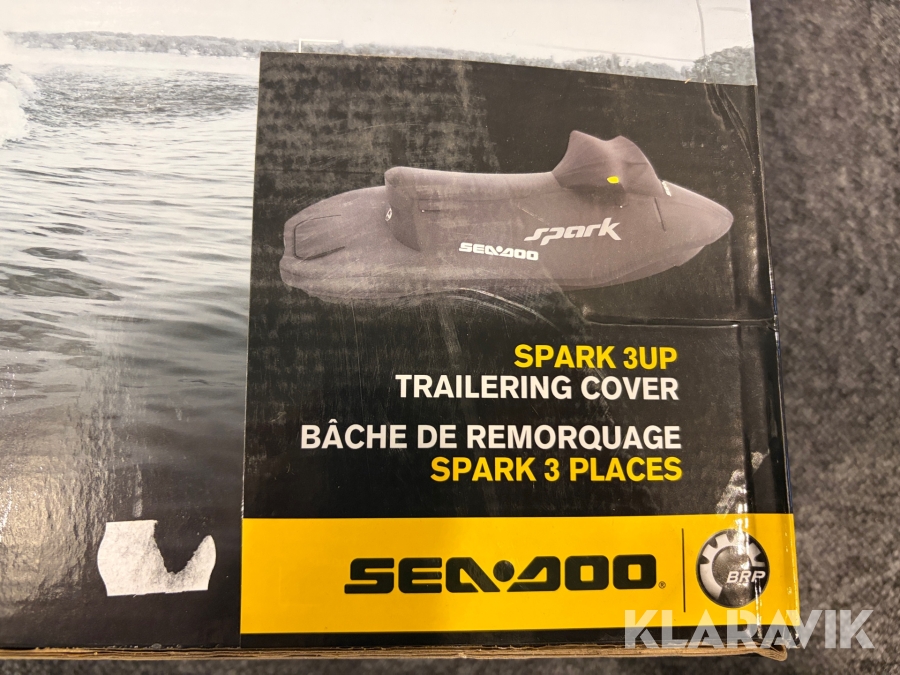 spark
SEA-DOO
SPARK 3UP
TRAILERING COVER
BÂCHE DE REMORQUAGE
SPARK 3 PLACES
SEA-DOO®
BRP
KLARAVIK